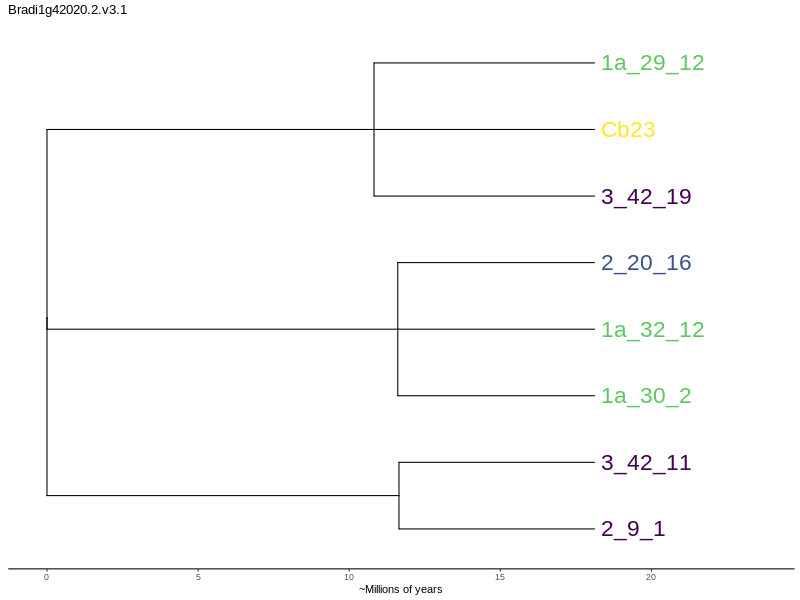 Bradi1g42020.2.v3.1
1a_29_12
Cb23
3_42_19
2_20_16
1a_32_12
1a_30_2
3_42_11
2_9_1
0 5 10 15 20
~Millions of years